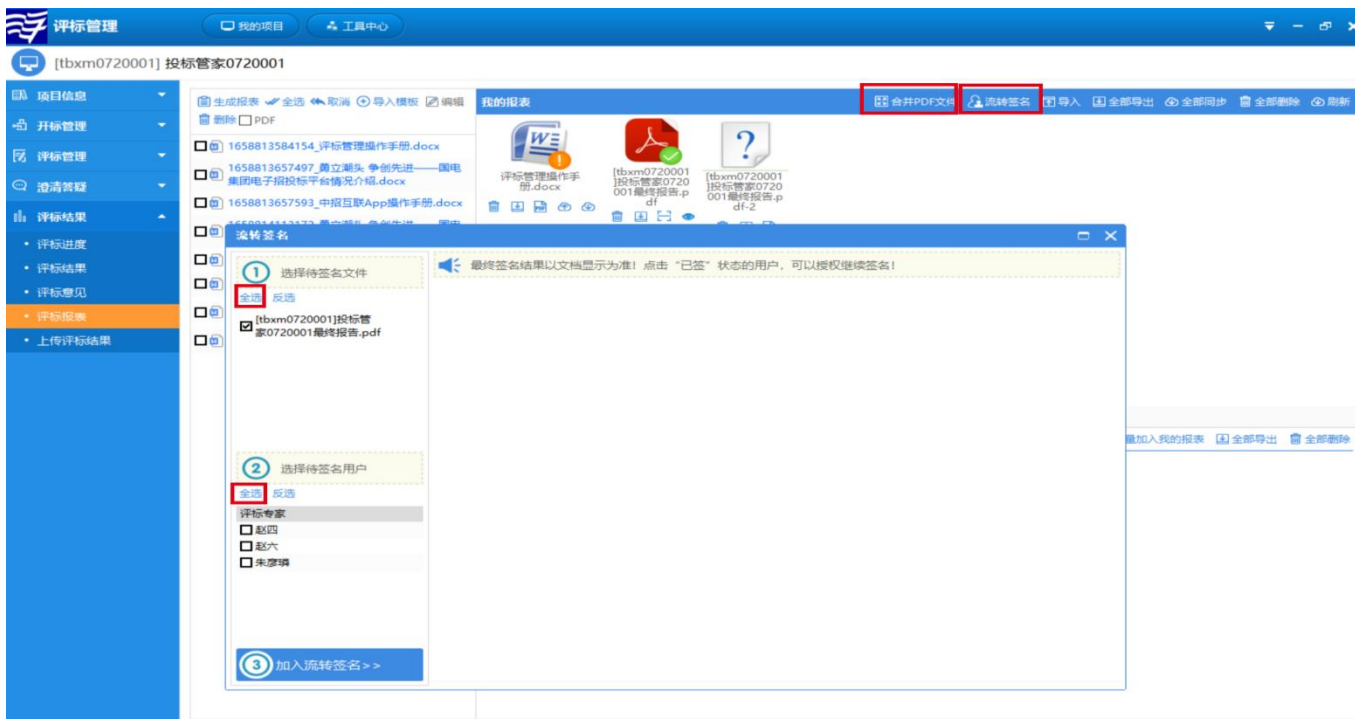 评标管理
我的项目
工具中心
[tbxm0720001] 投标管家0720001
项目信息
开标管理
评标管理
澄清答疑
评标结果
• 评标进度
• 评标结果
• 评标意见
• 评标报表
• 上传评标结果
生成报表 全选 取消 导入模板 编辑
删除 PDF
1658813584154_评标管理操作手册.docx
1658813657497_勇立潮头 争创先进——国电
集团电子招投标平台情况介绍.docx
1658813657593_中招互联App操作手册.docx
我的报表
合并PDF文件 流转签名 导入 全部导出 全部同步 全部删除 刷新
评标管理操作手
册.docx
[tbxm0720001
]投标管家0720
001最终报告.p
df
[tbxm0720001
]投标管家0720
001最终报告.p
df-2
流转签名
1 选择待签名文件
全选 反选
[tbxm0720001]投标管
家0720001最终报告.pdf
最终签名结果以文档显示为准！点击“已签”状态的用户，可以授权继续签名！
2 选择待签名用户
全选 反选
评标专家
赵四
赵六
3 加入流转签名>>
量加入我的报表 全部导出 全部删除